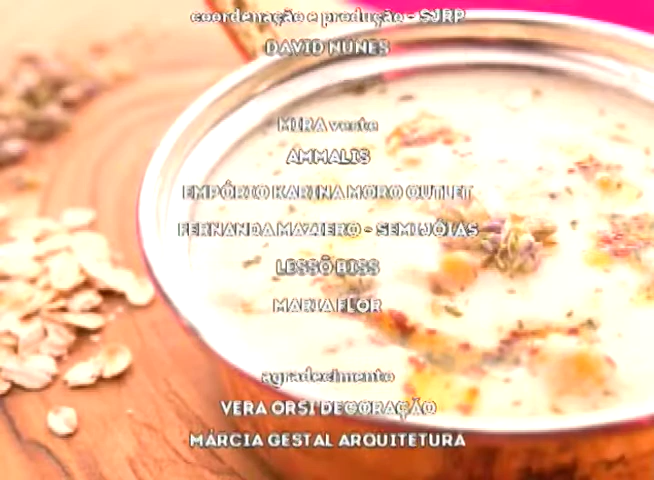 coordenação e produção - SJRP
DAVID NUNES
MIRA veste
AMMALIS
EMPÓRIO KARINA MORO OUTLET
FERNANDA MAZIERO - SEMIJÓIAS
LESSÔ BISS
MARIA FLOR
agradecimento
VERA ORSI DECORAÇÃO
MÁRCIA GESTAL ARQUITETURA